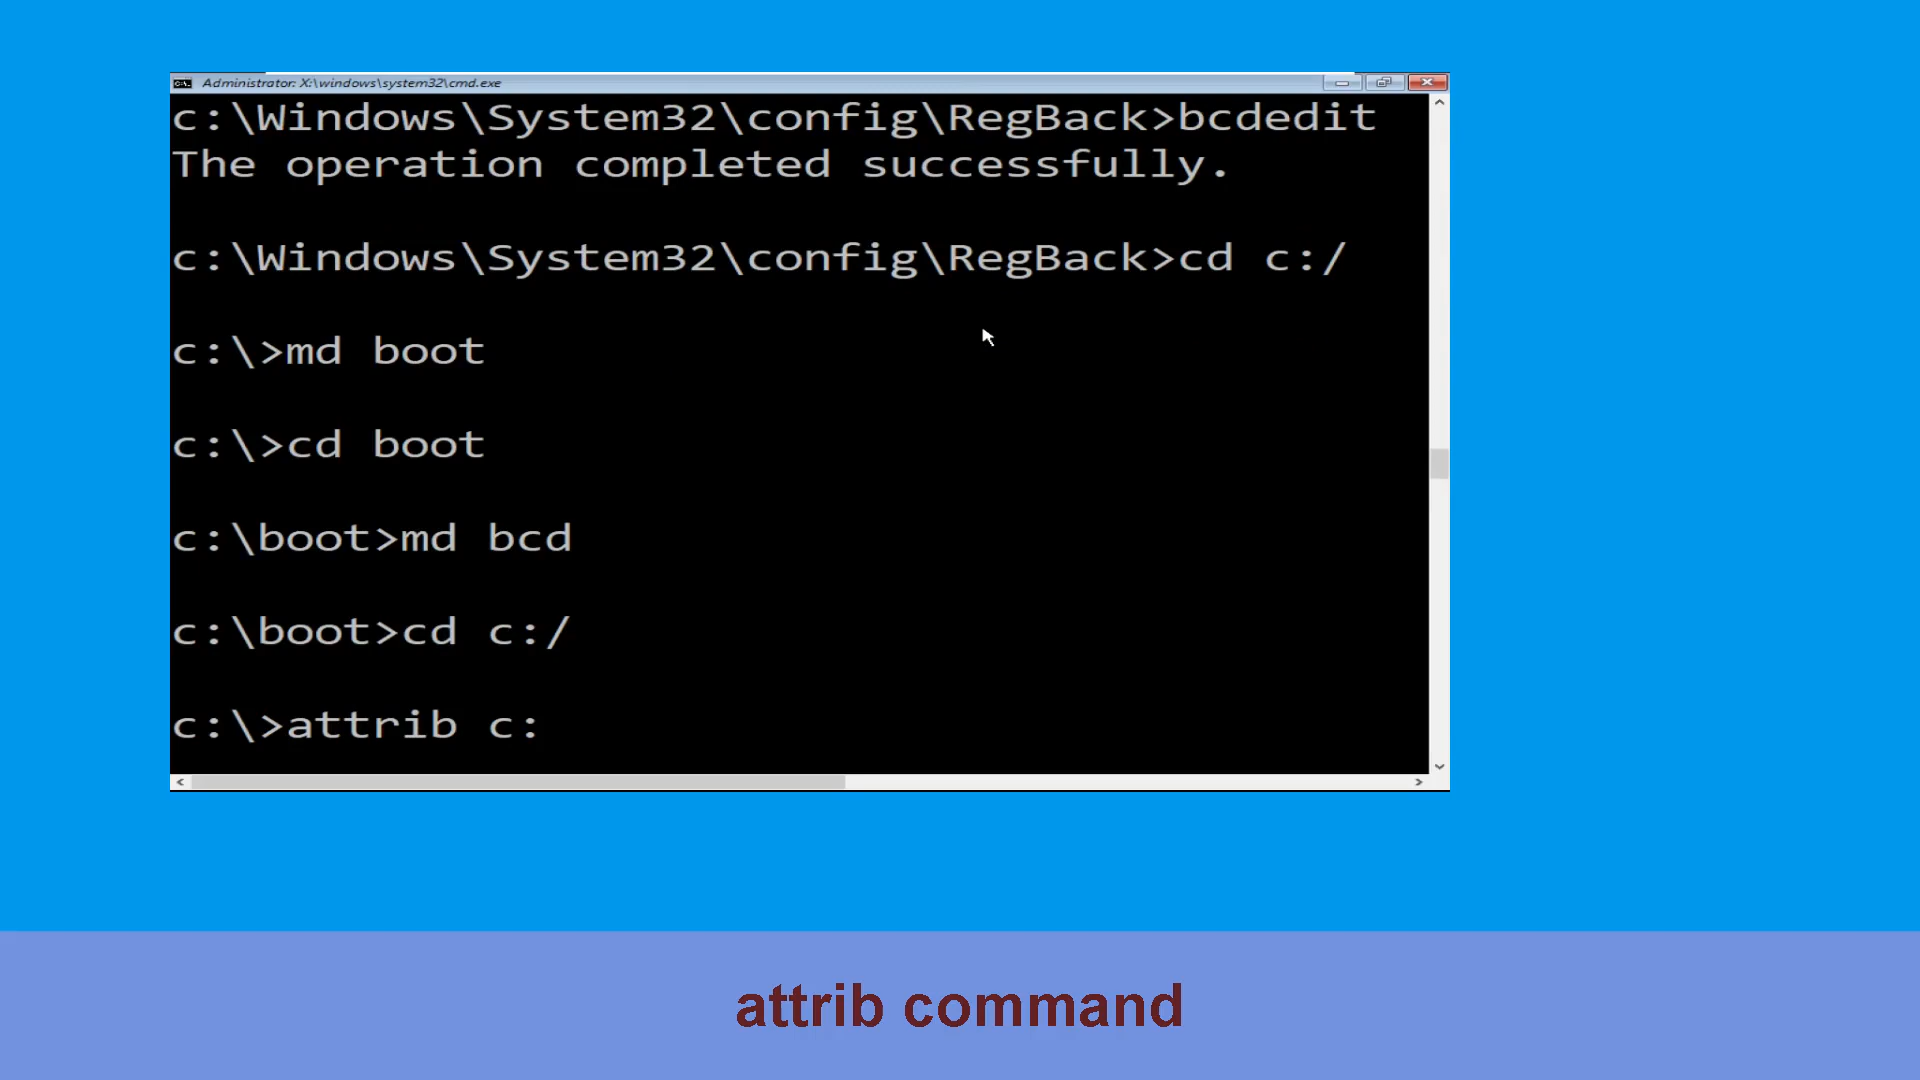 Administrator: X:\windows\system32\cmd.exe
c:\Windows\System32\config\RegBack>bcdedit
The operation completed successfully.
c:\Windows\System32\config\RegBack>cd c:/
c:\>md boot
c:\>cd boot
c:\boot>md bcd
c:\boot>cd c:/
c:\>attrib c:
attrib command